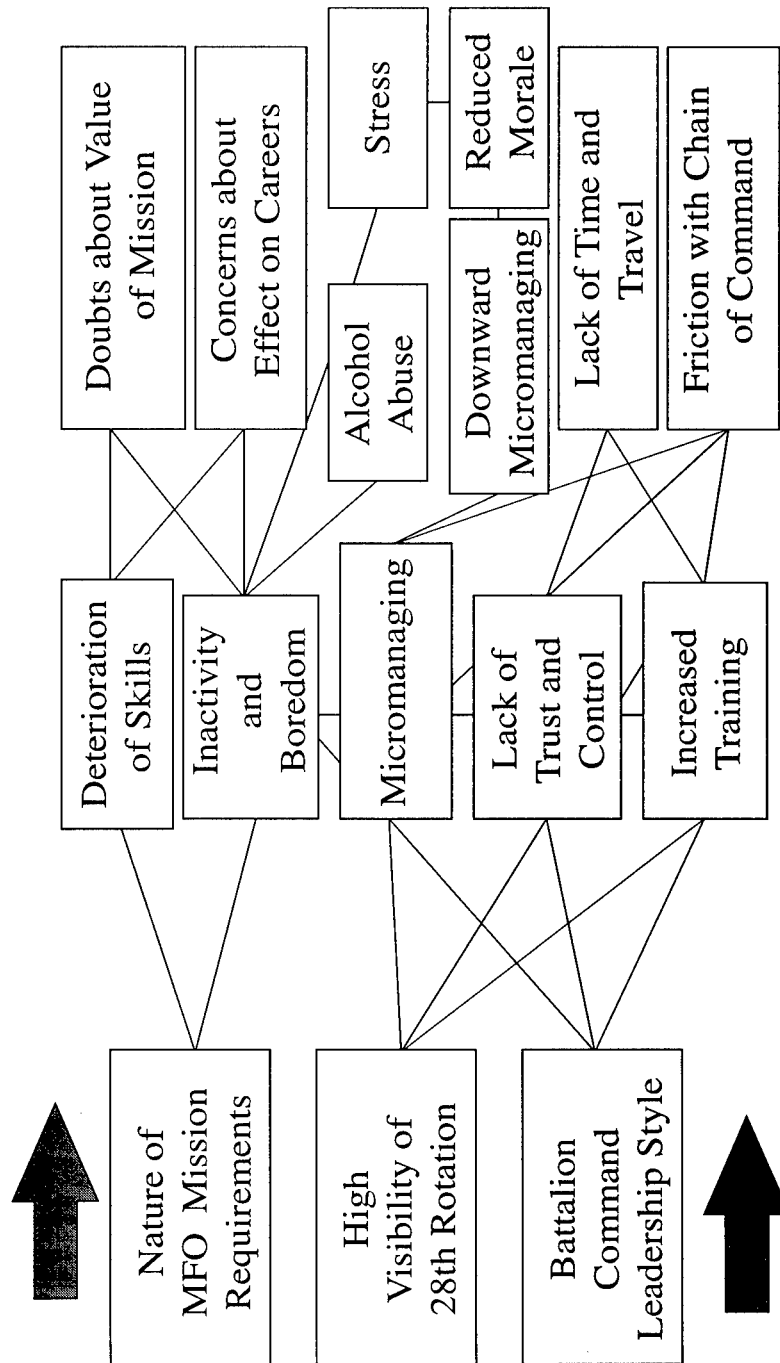 Nature of
MFO Mission
Requirements
High
Visibility of
28th Rotation
Battalion
Command
Leadership Style
Deterioration
of Skills
Inactivity
and
Boredom
Micromanaging
Lack of
Trust and
Control
Increased
Training
Doubts about Value
of Mission
Concerns about
Effect on Careers
Alcohol
Abuse
Stress
Downward
Micromanaging
Reduced
Morale
Lack of Time and
Travel
Friction with Chain
of Command